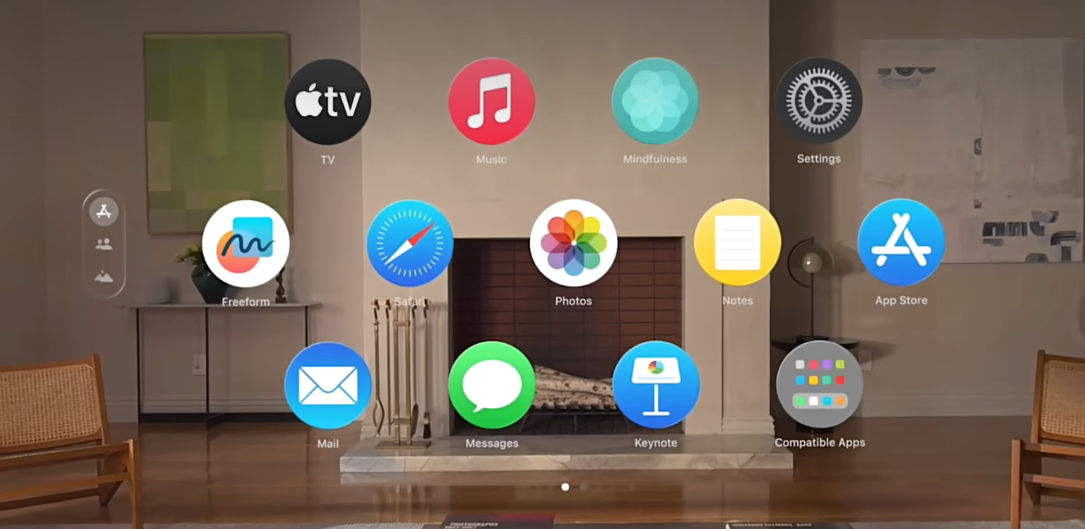 tv
TV
Music
Mindfulness
Settings
Freeform
Safari
Photos
Notes
App Store
Mail
Messages
Keynote
Compatible Apps